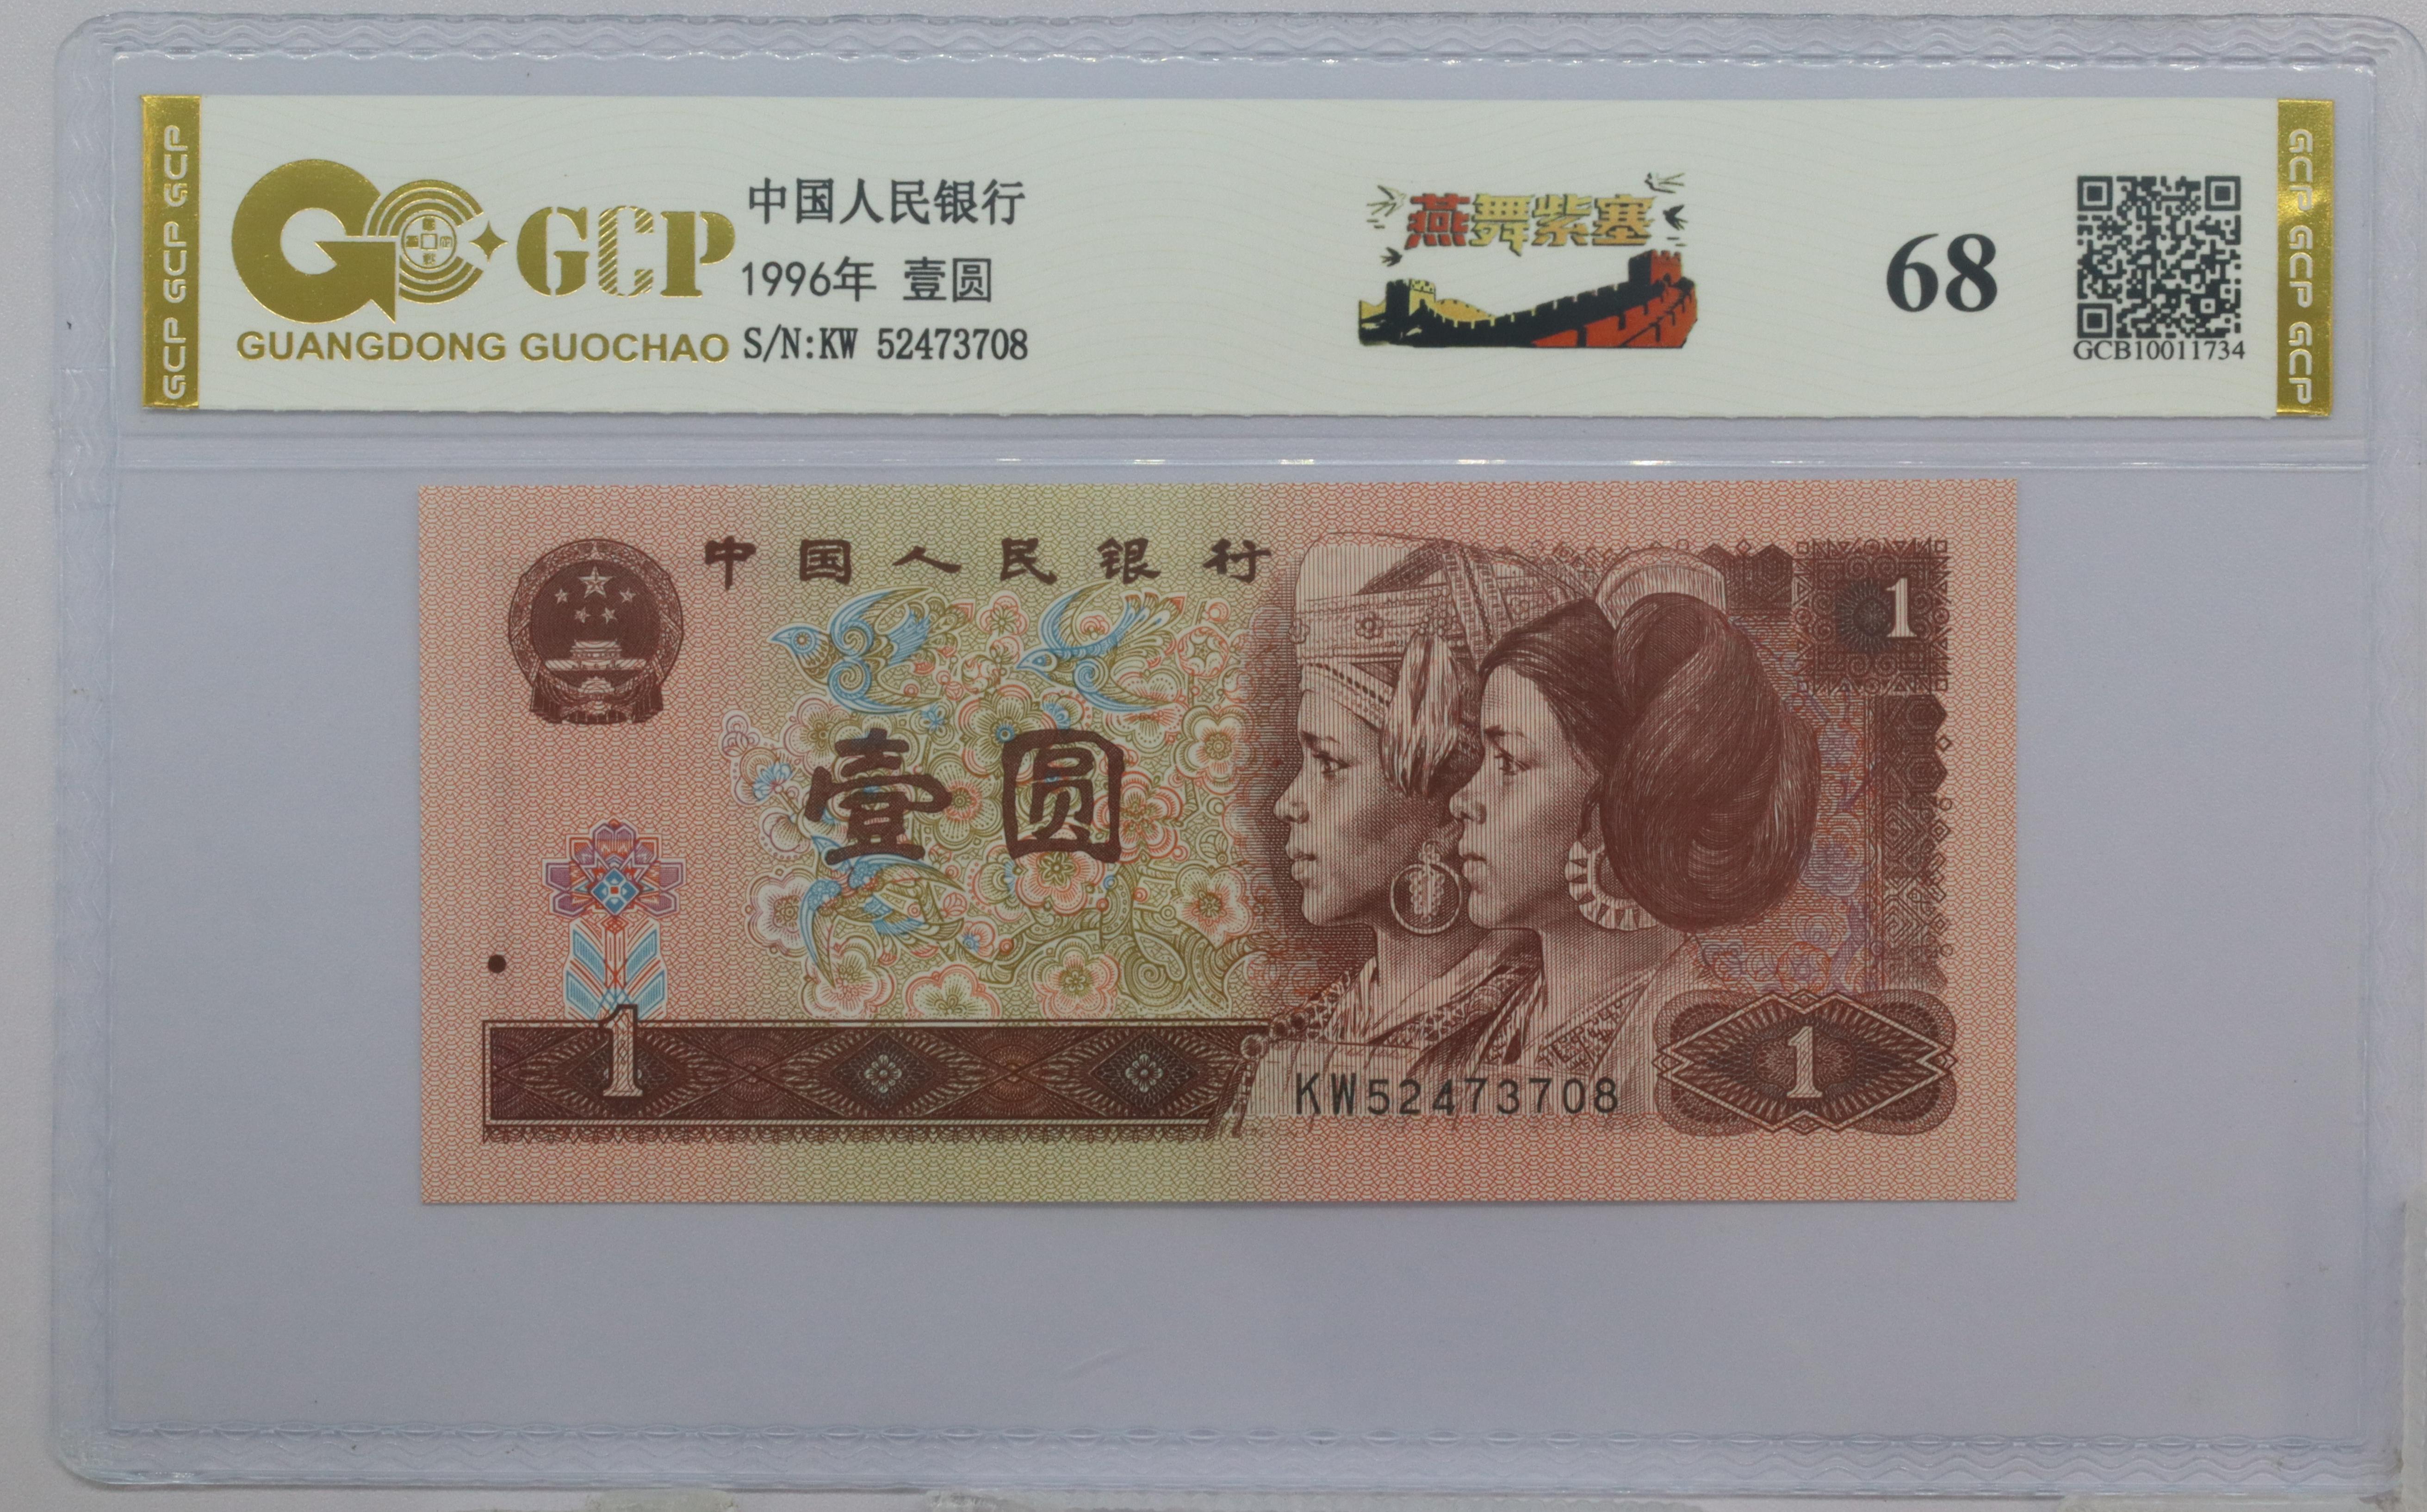 GCP GCP GCP
GCP
GUANGDONG GUOCHAO
中国人民银行
1996年 壹圆
S/N:KW 52473708
燕舞紫塞
68
GCB10011734
GCP GCP GCP
中国人民银行
1
壹圆
1
KW52473708
1